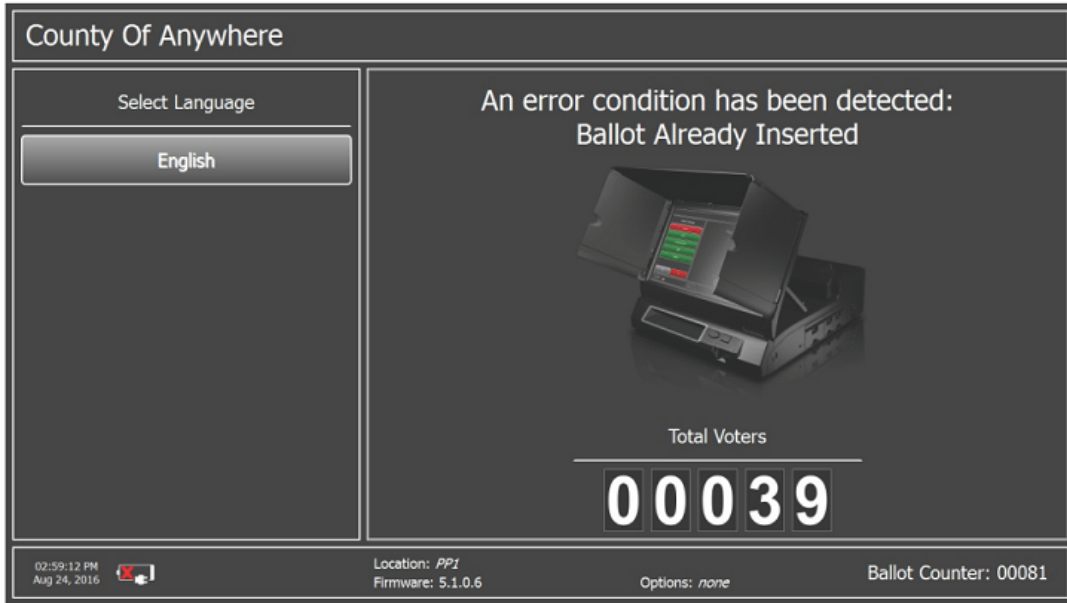 County Of Anywhere
Select Language
English
An error condition has been detected:
Ballot Already Inserted
Total Voters
00039
02:59:12 PM
Aug 24, 2016
Location: PP1
Firmware: 5.1.0.6
Options: none
Ballot Counter: 00081